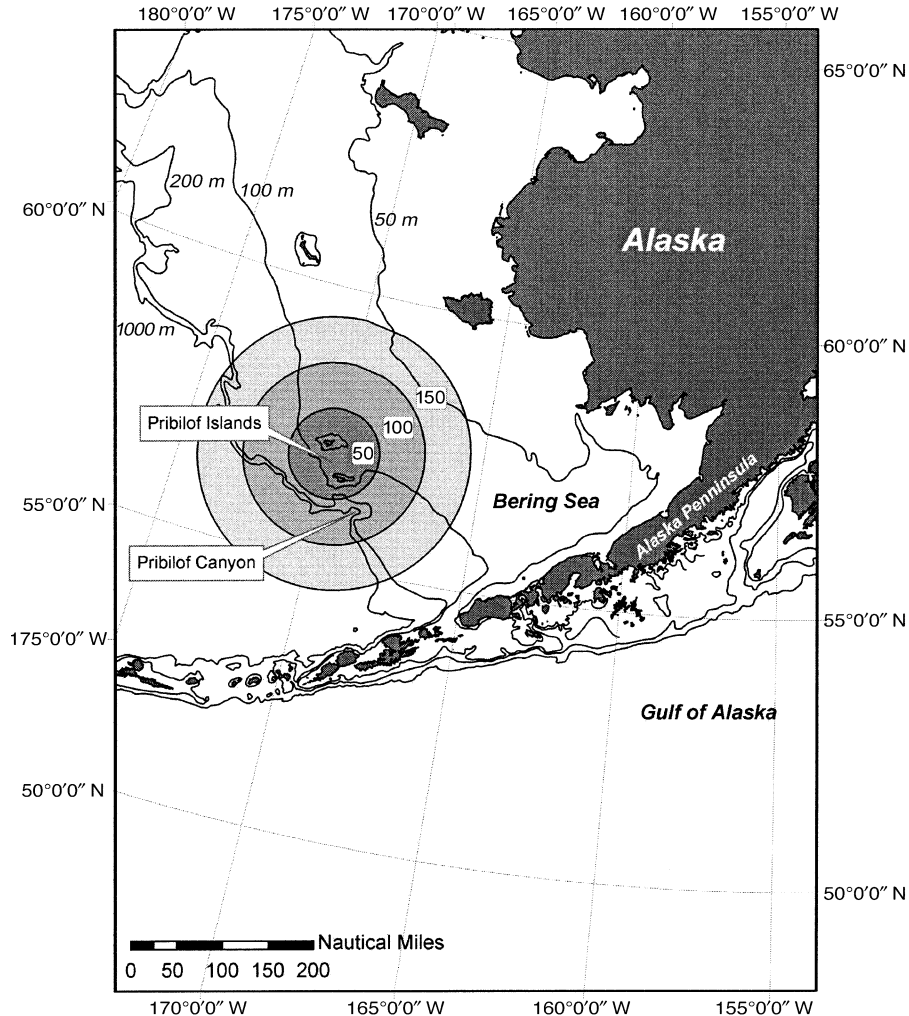 180°0′0″ W 175°0′0″ W 170°0′0″ W 165°0′0″ W 160°0′0″ W 155°0′0″ W
65°0′0″ N
200 m
100 m
60°0′0″ N
50 m
Alaska
1000 m
60°0′0″ N
150
Pribilof Islands
100
50
55°0′0″ N
Bering Sea
Alaska Penninsula
Pribilof Canyon
55°0′0″ N
175°0′0″ W
Gulf of Alaska
50°0′0″ N
50°0′0″ N
Nautical Miles
0 50 100 150 200
170°0′0″ W 165°0′0″ W 160°0′0″ W 155°0′0″ W